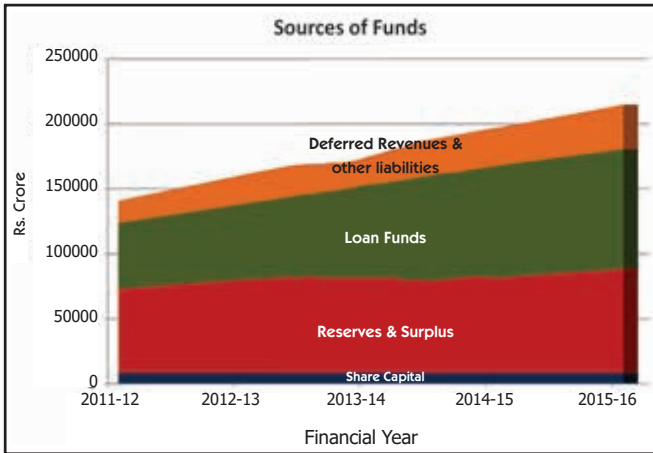 Sources of Funds
250000
200000
150000
100000
50000
0
Rs. Crore
Deferred Revenues &
other liabilities
Loan Funds
Reserves & Surplus
Share Capital
2011-12 2012-13 2013-14 2014-15 2015-16
Financial Year